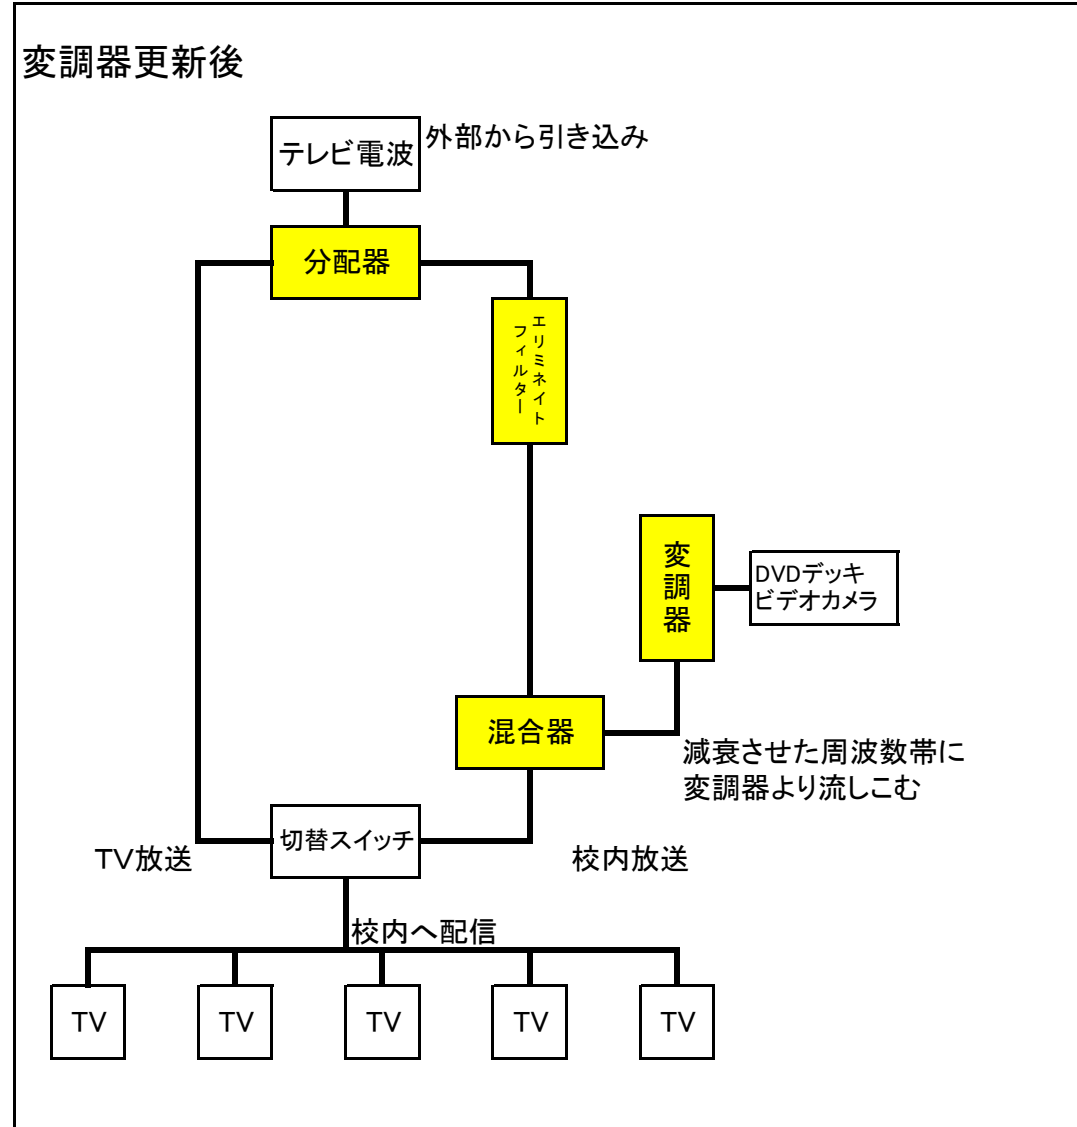 変調器更新後
テレビ電波
外部から引き込み
分配器
エリミネイト
フィルター
変調器
DVDデッキ
ビデオカメラ
混合器
減衰させた周波数帯に
変調器より流しこむ
切替スイッチ
TV放送
校内放送
校内へ配信
TV
TV
TV
TV
TV